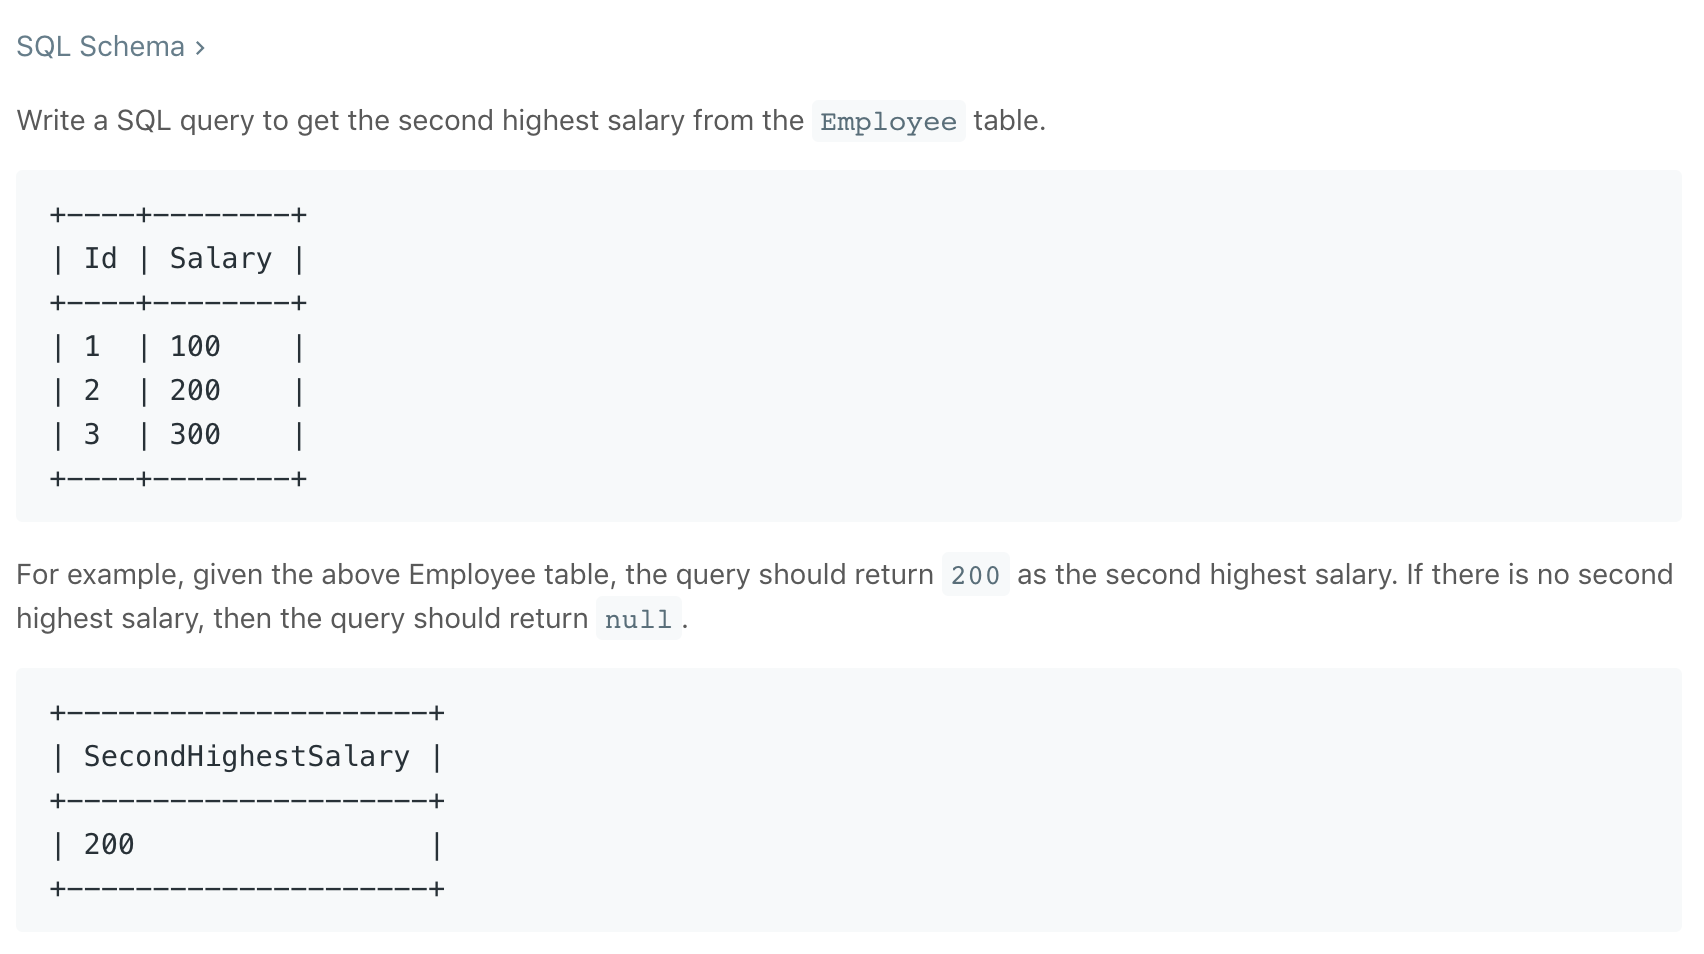 SQL Schema ›
Write a SQL query to get the second highest salary from the Employee table.
+----+--------+
| Id | Salary |
+----+--------+
| 1  | 100    |
| 2  | 200    |
| 3  | 300    |
+----+--------+
For example, given the above Employee table, the query should return 200 as the second highest salary. If there is no second
highest salary, then the query should return null.
+---------------------+
| SecondHighestSalary |
+---------------------+
| 200                 |
+---------------------+